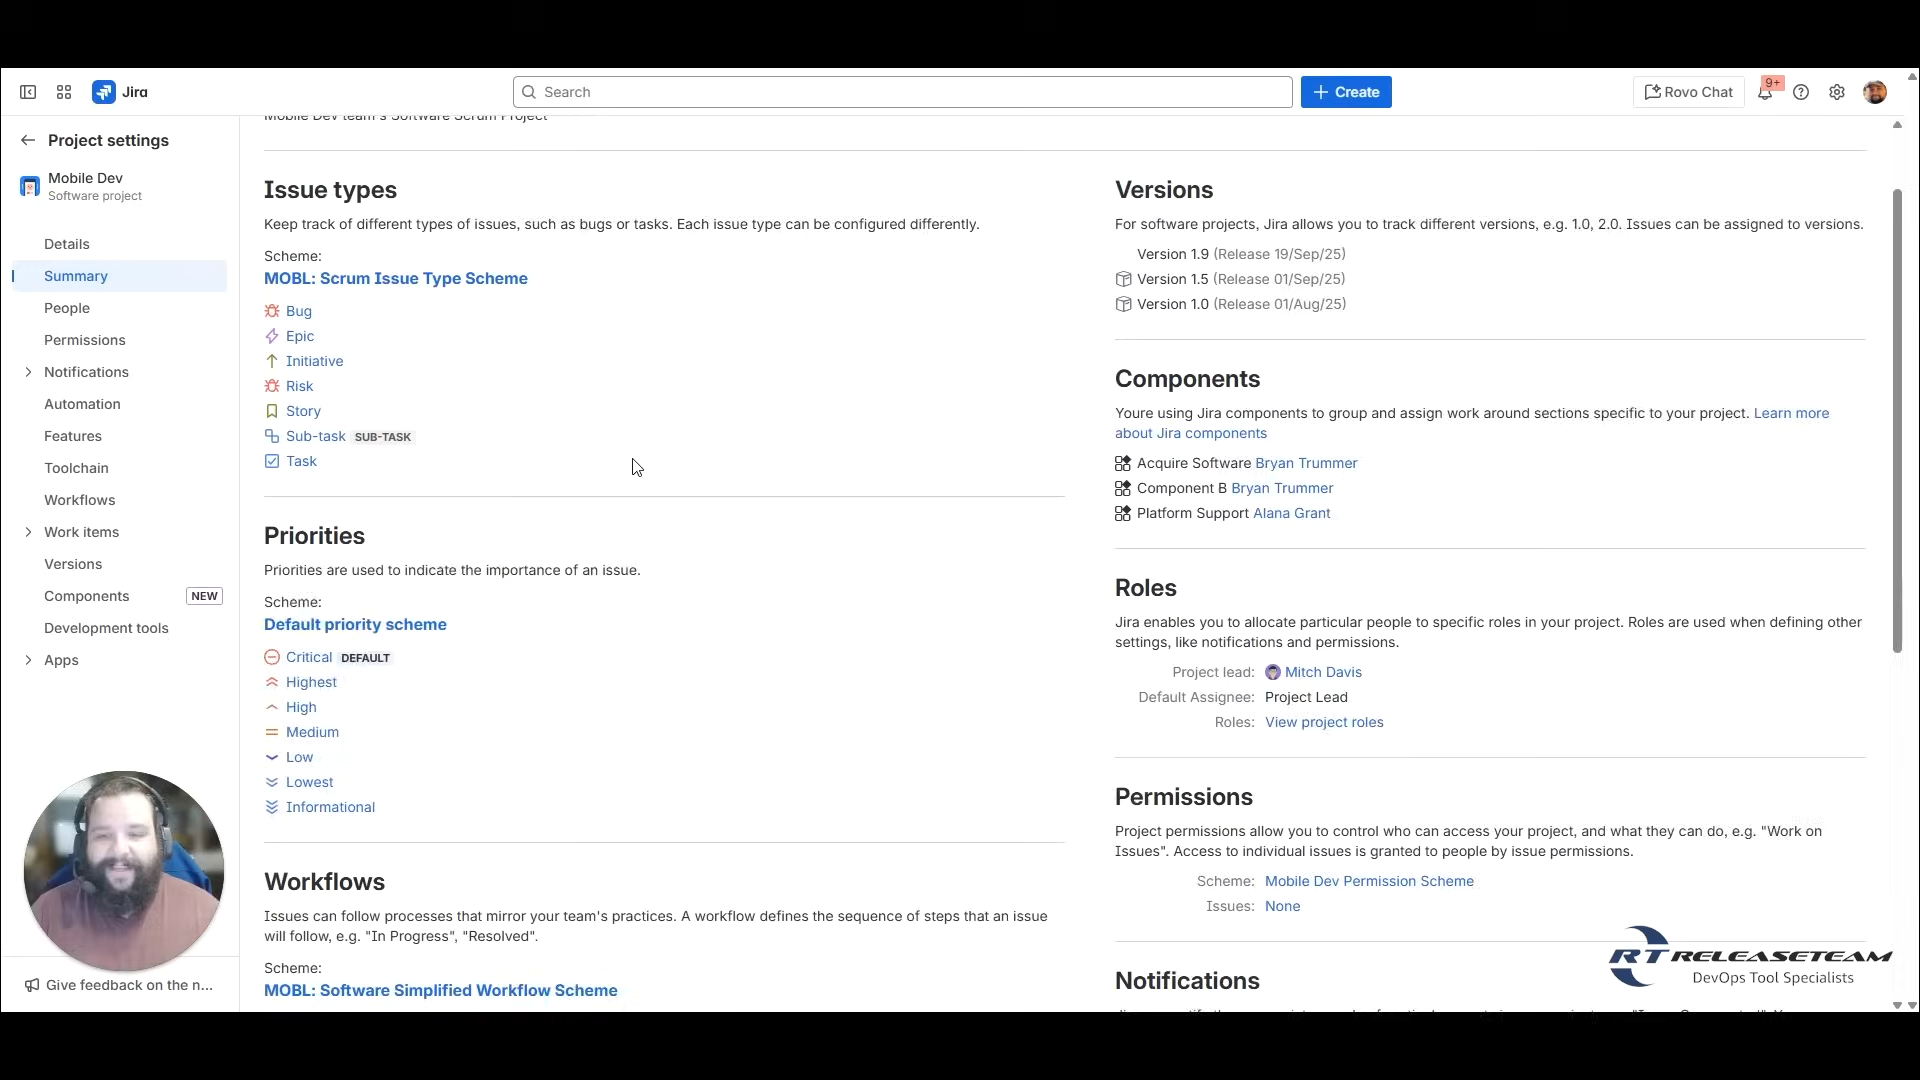 Jira
Search
Create
Rovo Chat
9+
Project settings
Mobile Dev
Software project
Details
Summary
People
Permissions
Notifications
Automation
Features
Toolchain
Workflows
Work items
Versions
Components NEW
Development tools
Apps
Give feedback on the n...
Mobile Dev team's Software Scrum Project
Issue types
Keep track of different types of issues, such as bugs or tasks. Each issue type can be configured differently.
Scheme:
MOBL: Scrum Issue Type Scheme
Bug
Epic
Initiative
Risk
Story
Sub-task SUB-TASK
Task
Priorities
Priorities are used to indicate the importance of an issue.
Scheme:
Default priority scheme
Critical DEFAULT
Highest
High
Medium
Low
Lowest
Informational
Workflows
Issues can follow processes that mirror your team's practices. A workflow defines the sequence of steps that an issue
will follow, e.g. "In Progress", "Resolved".
Scheme:
MOBL: Software Simplified Workflow Scheme
Versions
For software projects, Jira allows you to track different versions, e.g. 1.0, 2.0. Issues can be assigned to versions.
Version 1.9 (Release 19/Sep/25)
Version 1.5 (Release 01/Sep/25)
Version 1.0 (Release 01/Aug/25)
Components
Youre using Jira components to group and assign work around sections specific to your project. Learn more
about Jira components
Acquire Software Bryan Trummer
Component B Bryan Trummer
Platform Support Alana Grant
Roles
Jira enables you to allocate particular people to specific roles in your project. Roles are used when defining other
settings, like notifications and permissions.
Project lead: Mitch Davis
Default Assignee: Project Lead
Roles: View project roles
Permissions
Project permissions allow you to control who can access your project, and what they can do, e.g. "Work on
Issues". Access to individual issues is granted to people by issue permissions.
Scheme: Mobile Dev Permission Scheme
Issues: None
Notifications
RT RELEASETEAM
DevOps Tool Specialists